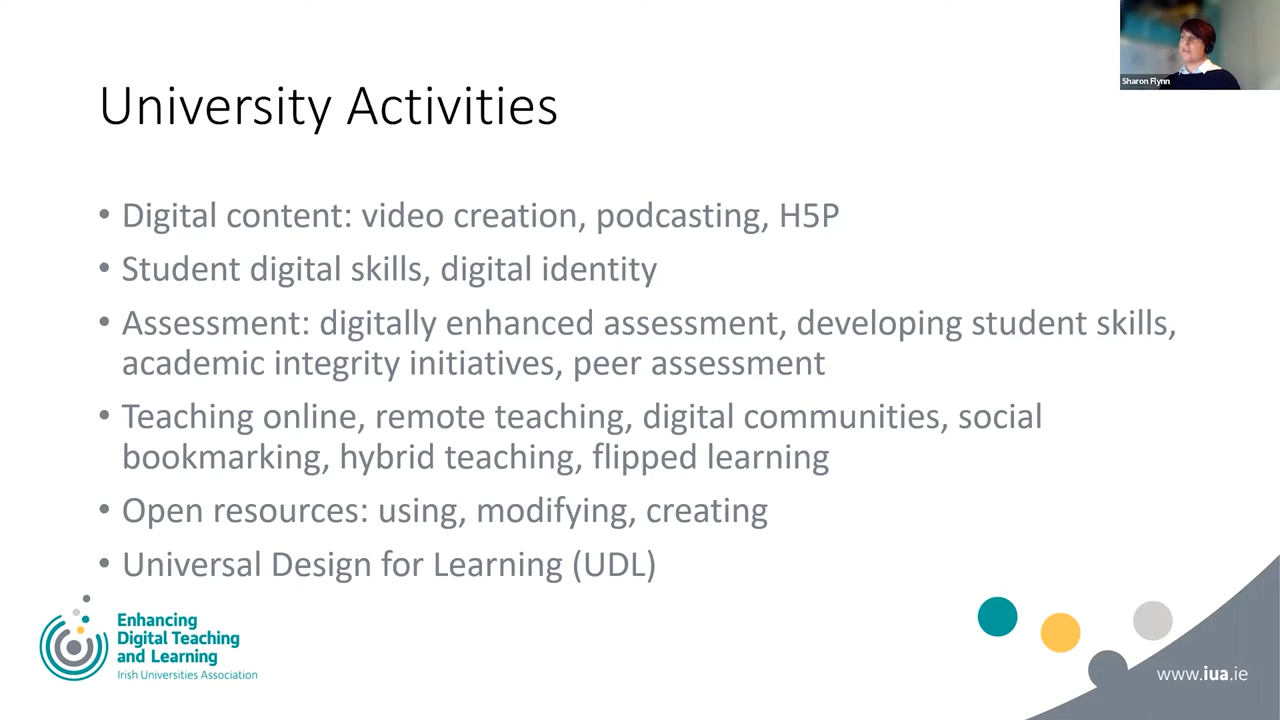 Sharon Flynn
University Activities
• Digital content: video creation, podcasting, H5P
• Student digital skills, digital identity
• Assessment: digitally enhanced assessment, developing student skills,
academic integrity initiatives, peer assessment
• Teaching online, remote teaching, digital communities, social
bookmarking, hybrid teaching, flipped learning
• Open resources: using, modifying, creating
• Universal Design for Learning (UDL)
Enhancing
Digital Teaching
and Learning
Irish Universities Association
www.iua.ie